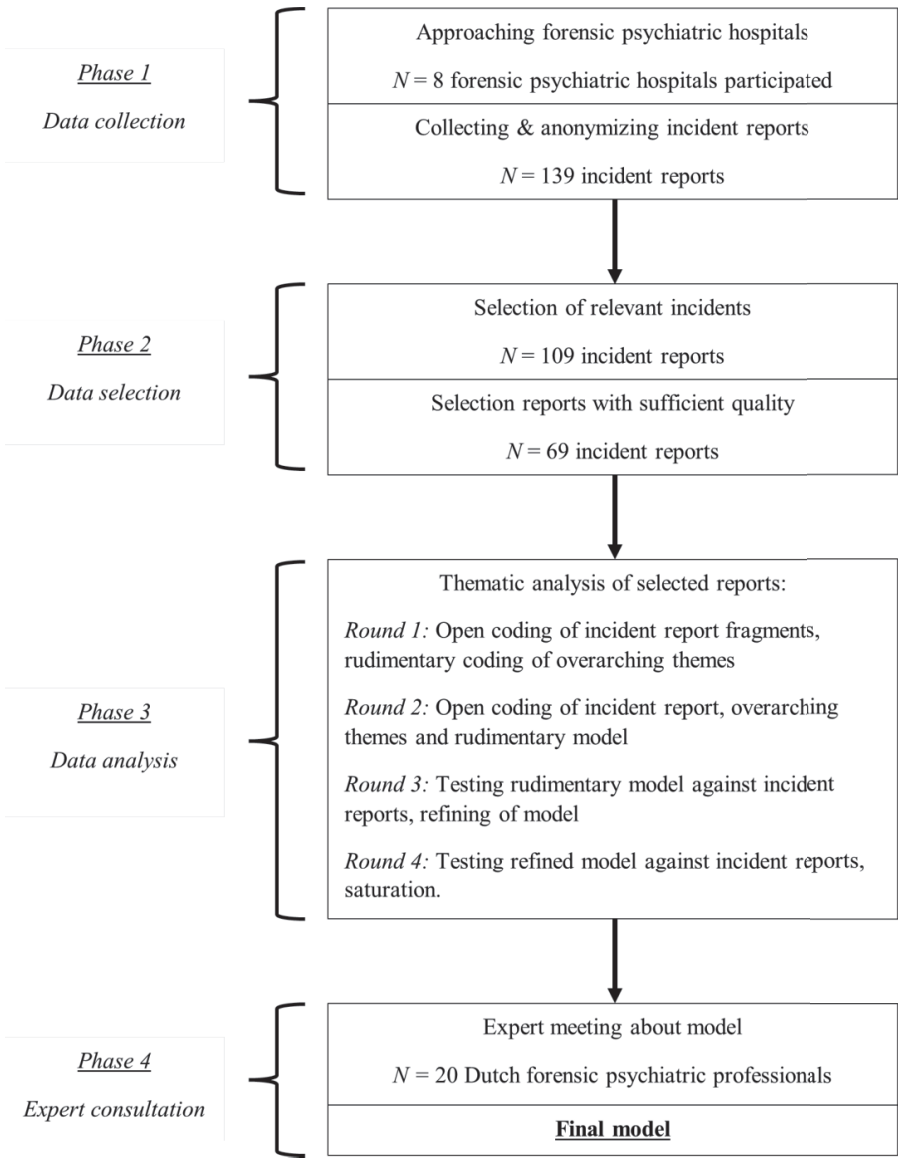 Phase 1
Data collection
Approaching forensic psychiatric hospitals
N = 8 forensic psychiatric hospitals participated
Collecting & anonymizing incident reports
N = 139 incident reports
Phase 2
Data selection
Selection of relevant incidents
N = 109 incident reports
Selection reports with sufficient quality
N = 69 incident reports
Phase 3
Data analysis
Thematic analysis of selected reports:
Round 1: Open coding of incident report fragments,
rudimentary coding of overarching themes
Round 2: Open coding of incident report, overarching
themes and rudimentary model
Round 3: Testing rudimentary model against incident
reports, refining of model
Round 4: Testing refined model against incident reports,
saturation.
Phase 4
Expert consultation
Expert meeting about model
N = 20 Dutch forensic psychiatric professionals
Final model